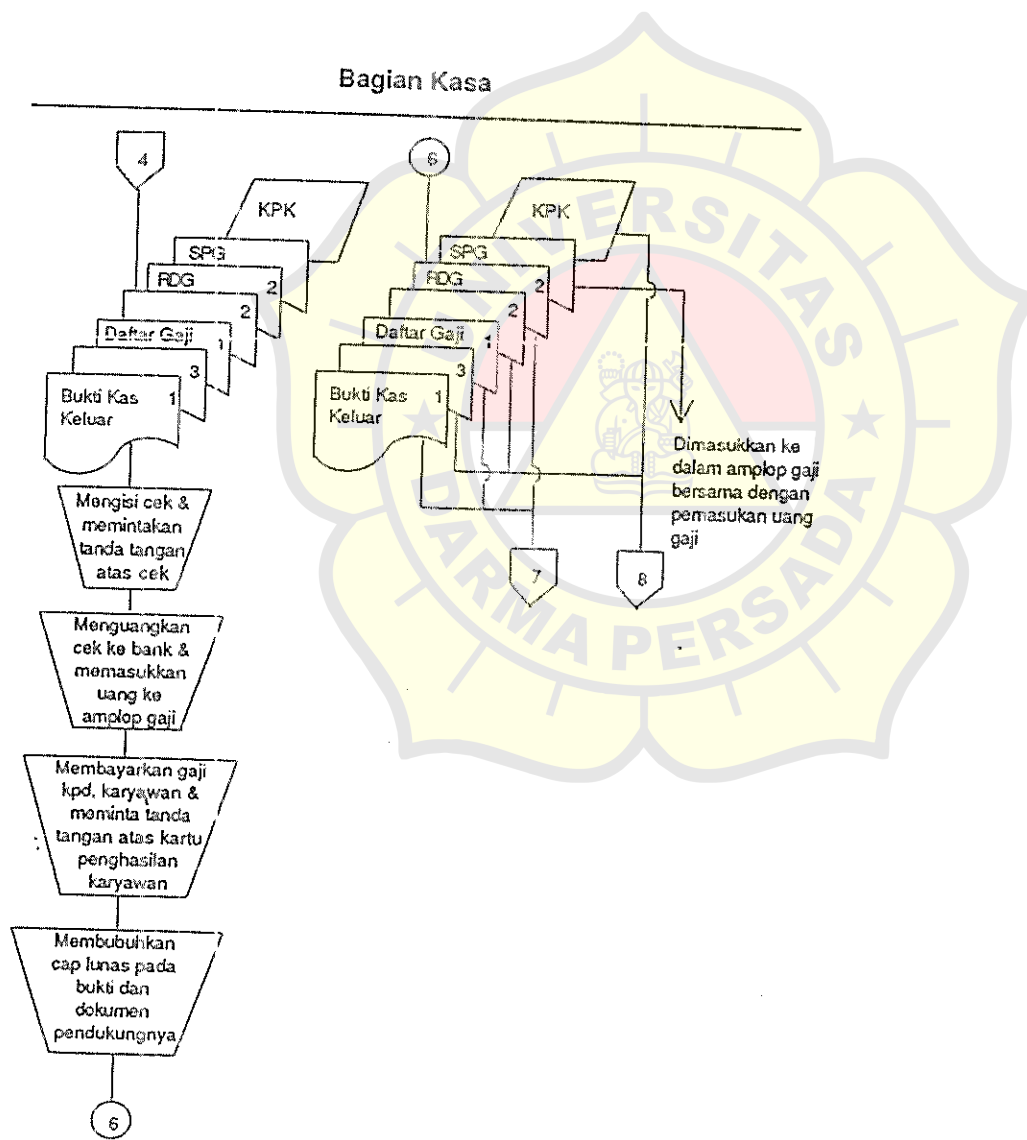 Bagian Kasa
4
KPK
SPG
RDG
2
2
Daftar Gaji
1
3
Bukti Kas 1
Keluar
Mengisi cek &
memintakan
tanda tangan
atas cek
Menguangkan
cek ke bank &
memasukkan
uang ke
amplop gaji
Membayarkan gaji
kpd. karyawan &
meminta tanda
tangan atas kartu
penghasilan
karyawan
Membubuhkan
cap lunas pada
bukti dan
dokumen
pendukungnya
6
6
KPK
SPG
RDG
2
2
Daftar Gaji
1
3
Bukti Kas 1
Keluar
Dimasukkan ke
dalam amplop gaji
bersama dengan
pemasukan uang
gaji
7
8
UNIVERSITAS
DARMA PERSADA